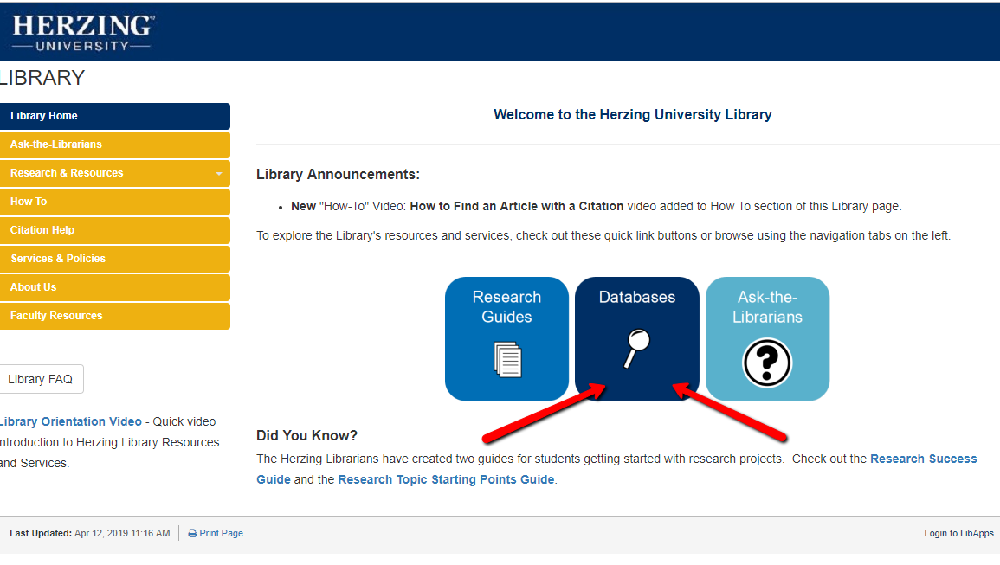 HERZING®
UNIVERSITY
LIBRARY
Library Home
Ask-the-Librarians
Research & Resources
How To
Citation Help
Services & Policies
About Us
Faculty Resources
Library FAQ
Library Orientation Video - Quick video
introduction to Herzing Library Resources
and Services.
Welcome to the Herzing University Library
Library Announcements:
• New "How-To" Video: How to Find an Article with a Citation video added to How To section of this Library page.
To explore the Library's resources and services, check out these quick link buttons or browse using the navigation tabs on the left.
Research
Guides
Databases
Ask-the-
Librarians
?
Did You Know?
The Herzing Librarians have created two guides for students getting started with research projects.  Check out the Research Success
Guide and the Research Topic Starting Points Guide.
Last Updated: Apr 12, 2019 11:16 AM
Print Page
Login to LibApps